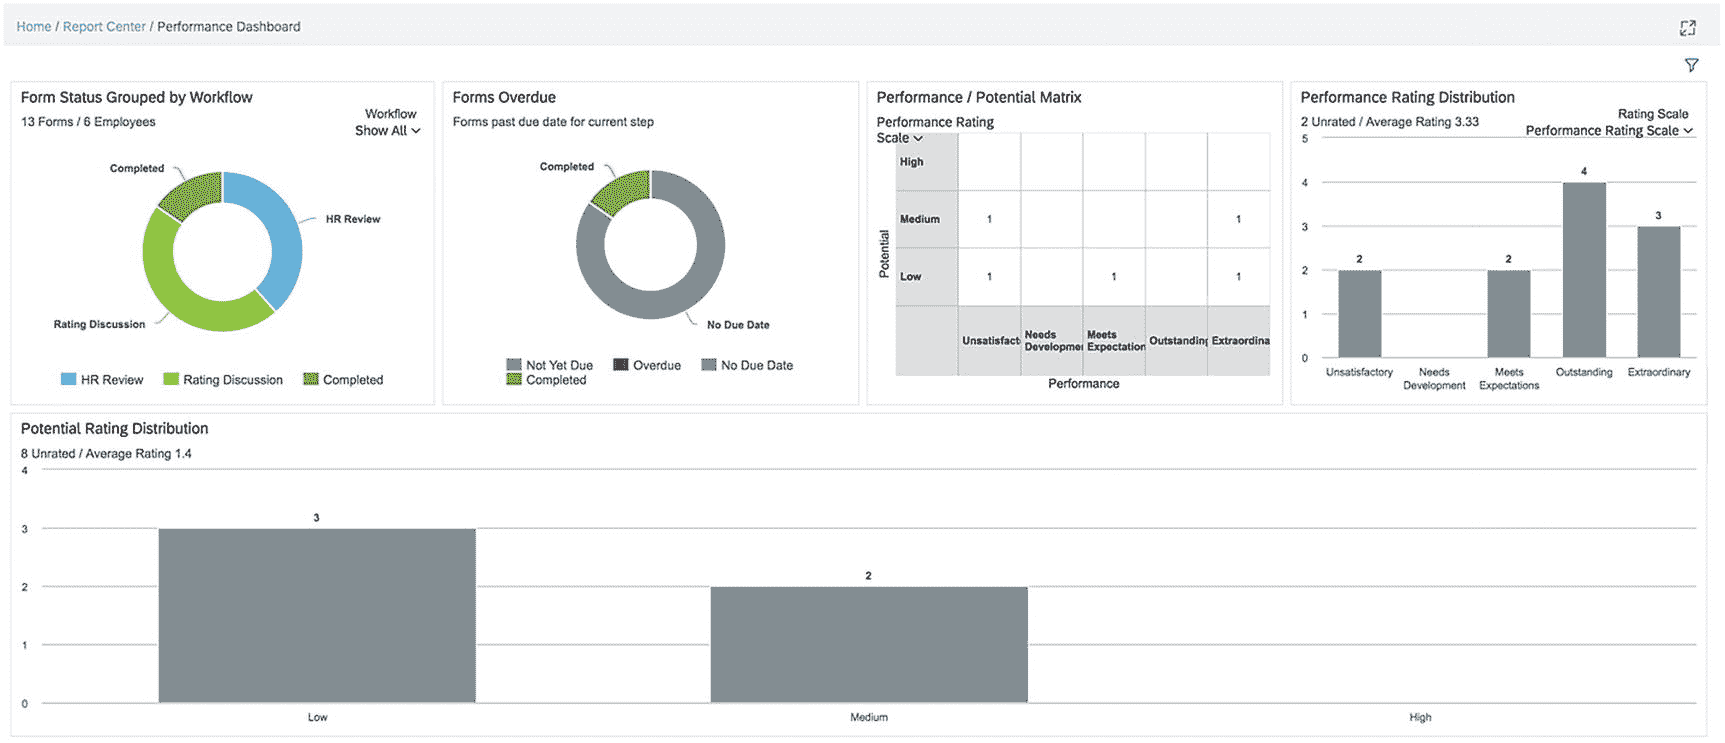 Home / Report Center / Performance Dashboard
Form Status Grouped by Workflow
13 Forms / 6 Employees
Workflow
Show All
Completed
HR Review
Rating Discussion
HR Review
Rating Discussion
Completed
Forms Overdue
Forms past due date for current step
Completed
No Due Date
Not Yet Due
Overdue
No Due Date
Completed
Performance / Potential Matrix
Performance Rating
Scale
Potential
High
Medium
1
1
Low
1
1
1
Unsatisfact
Needs
Developme
Meets
Expectation
Outstanding
Extraordina
Performance
Performance Rating Distribution
2 Unrated / Average Rating 3.33
Rating Scale
Performance Rating Scale
5
4
3
2
1
0
2
2
4
3
Unsatisfactory
Needs
Development
Meets
Expectations
Outstanding
Extraordinary
Potential Rating Distribution
8 Unrated / Average Rating 1.4
4
3
2
1
0
3
2
Low
Medium
High